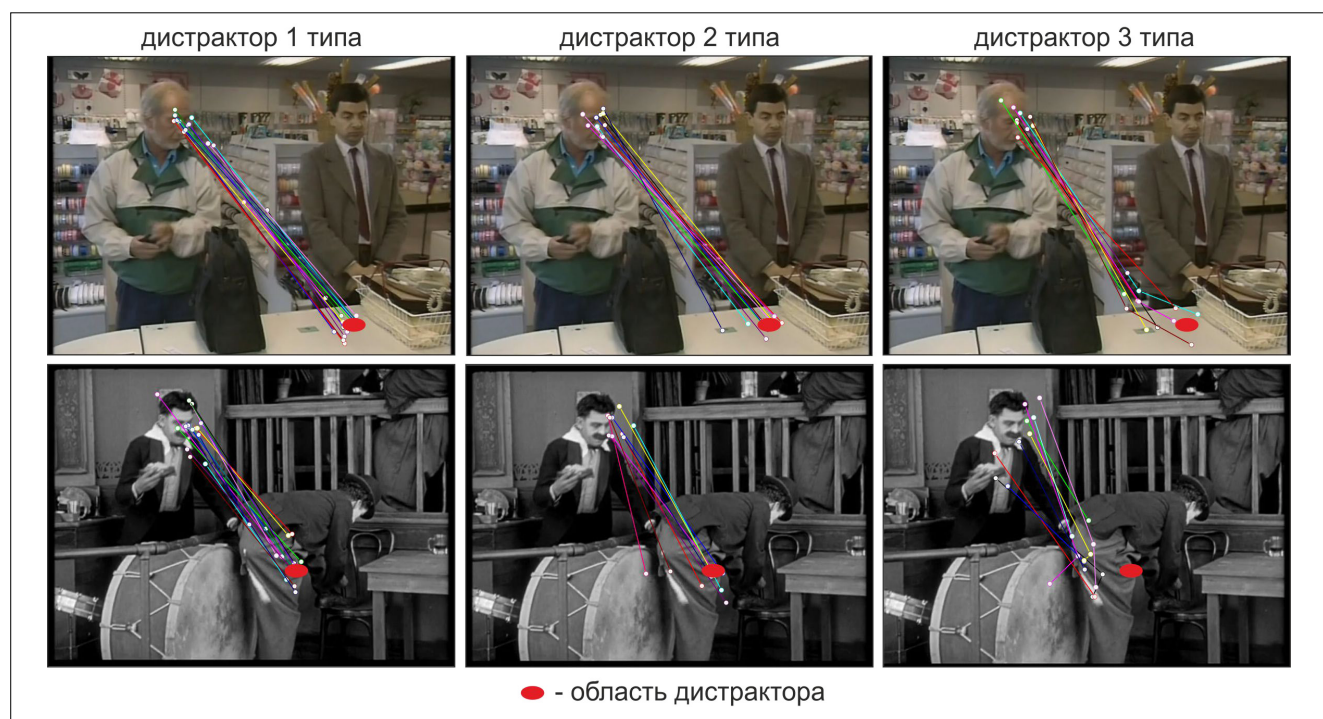 дистрактор 1 типа
дистрактор 2 типа
дистрактор 3 типа
- область дистрактора